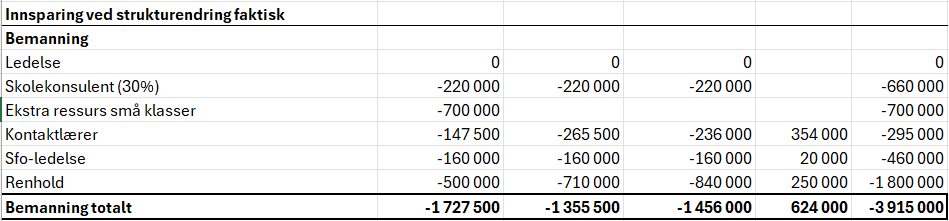 Innsparing ved strukturendring faktisk
Bemanning
Ledelse 0 0 0 0
Skolekonsulent (30%) -220 000 -220 000 -220 000 -660 000
Ekstra ressurs små klasser -700 000 -700 000
Kontaktlærer -147 500 -265 500 -236 000 354 000 -295 000
Sfo-ledelse -160 000 -160 000 -160 000 20 000 -460 000
Renhold -500 000 -710 000 -840 000 250 000 -1 800 000
Bemanning totalt -1 727 500 -1 355 500 -1 456 000 624 000 -3 915 000